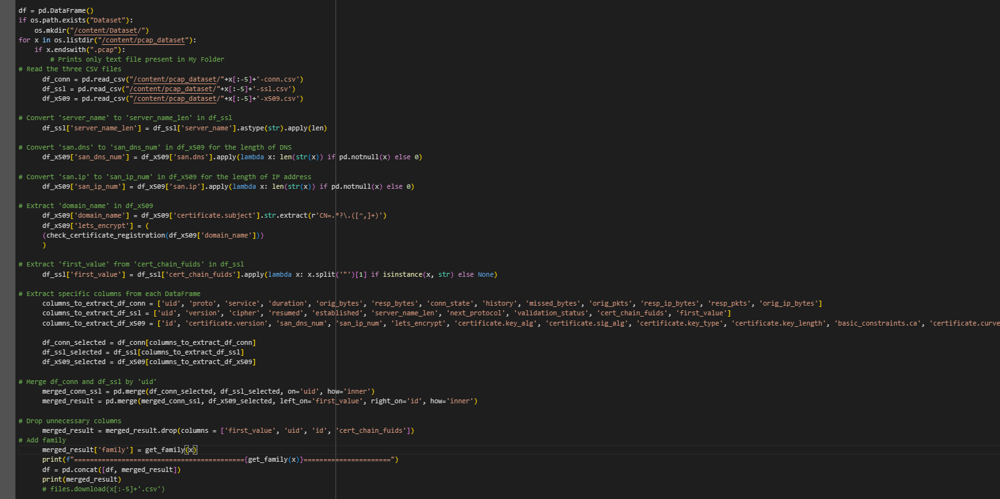 df = pd.DataFrame()
if os.path.exists("Dataset"):
    os.mkdir("/content/Dataset/")
for x in os.listdir("/content/pcap_dataset"):
    if x.endswith(".pcap"):
        # Prints only text file present in My Folder
# Read the three CSV files
      df_conn = pd.read_csv("/content/pcap_dataset/"+x[:-5]+'-conn.csv')
      df_ssl = pd.read_csv("/content/pcap_dataset/"+x[:-5]+'-ssl.csv')
      df_x509 = pd.read_csv("/content/pcap_dataset/"+x[:-5]+'-x509.csv')

# Convert 'server_name' to 'server_name_len' in df_ssl
      df_ssl['server_name_len'] = df_ssl['server_name'].astype(str).apply(len)

# Convert 'san.dns' to 'san_dns_num' in df_x509 for the length of DNS
      df_x509['san_dns_num'] = df_x509['san.dns'].apply(lambda x: len(str(x)) if pd.notnull(x) else 0)

# Convert 'san.ip' to 'san_ip_num' in df_x509 for the length of IP address
      df_x509['san_ip_num'] = df_x509['san.ip'].apply(lambda x: len(str(x)) if pd.notnull(x) else 0)

# Extract 'domain_name' in df_x509
      df_x509['domain_name'] = df_x509['certificate.subject'].str.extract(r'CN=.*?\.([^,]+)')
      df_x509['lets_encrypt'] = (
      (check_certificate_registration(df_x509['domain_name']))
      )

# Extract 'first_value' from 'cert_chain_fuids' in df_ssl
      df_ssl['first_value'] = df_ssl['cert_chain_fuids'].apply(lambda x: x.split('"')[1] if isinstance(x, str) else None)

# Extract specific columns from each DataFrame
      columns_to_extract_df_conn = ['uid', 'proto', 'service', 'duration', 'orig_bytes', 'resp_bytes', 'conn_state', 'history', 'missed_bytes', 'orig_pkts', 'resp_ip_bytes', 'resp_pkts', 'orig_ip_bytes']
      columns_to_extract_df_ssl = ['uid', 'version', 'cipher', 'resumed', 'established', 'server_name_len', 'next_protocol', 'validation_status', 'cert_chain_fuids', 'first_value']
      columns_to_extract_df_x509 = ['id', 'certificate.version', 'san_dns_num', 'san_ip_num', 'lets_encrypt', 'certificate.key_alg', 'certificate.sig_alg', 'certificate.key_type', 'certificate.key_length', 'basic_constraints.ca', 'certificate.curve

      df_conn_selected = df_conn[columns_to_extract_df_conn]
      df_ssl_selected = df_ssl[columns_to_extract_df_ssl]
      df_x509_selected = df_x509[columns_to_extract_df_x509]

# Merge df_conn and df_ssl by 'uid'
      merged_conn_ssl = pd.merge(df_conn_selected, df_ssl_selected, on='uid', how='inner')
      merged_result = pd.merge(merged_conn_ssl, df_x509_selected, left_on='first_value', right_on='id', how='inner')

# Drop unnecessary columns
      merged_result = merged_result.drop(columns = ['first_value', 'uid', 'id', 'cert_chain_fuids'])
# Add family
      merged_result['family'] = get_family(x)
      print(f"==========================================={get_family(x)}======================")
      df = pd.concat([df, merged_result])
      print(merged_result)
      # files.download(x[:-5]+'.csv')